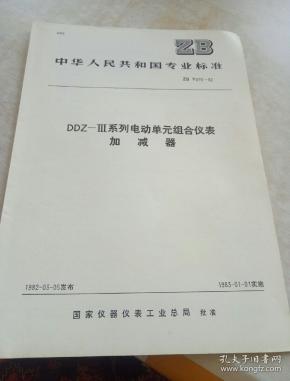 ZB
中华人民共和国专业标准
DDZ—Ⅲ系列电动单元组合仪表
加减器
1982-03-05发布
1983-01-01实施
国家仪器仪表工业总局 批准
孔夫子旧书网